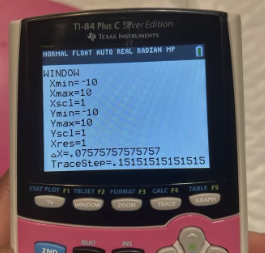 TI-84 Plus C Silver Edition
TEXAS INSTRUMENTS
NORMAL FLOAT AUTO REAL RADIAN MP
WINDOW
Xmin=-10
Xmax=10
Xscl=1
Ymin=-10
Ymax=10
Yscl=1
Xres=1
△X=.07575757575757
TraceStep=.15151515151515
STAT PLOT F1 TBLSET F2 FORMAT F3 CALC F4 TABLE F5
Y= WINDOW ZOOM TRACE GRAPH
QUIT INS
2ND